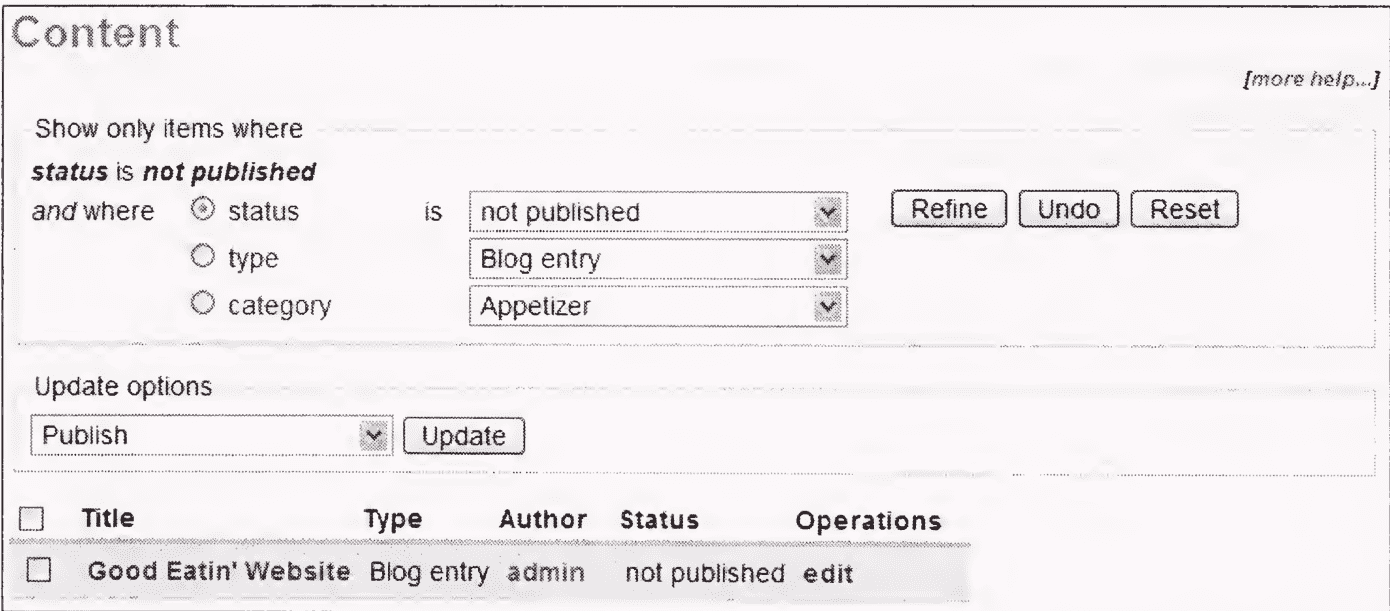 Content
[more help...]
Show only items where
status is not published
and where status is not published Refine Undo Reset
type Blog entry
category Appetizer
Update options
Publish Update
Title Type Author Status Operations
Good Eatin' Website Blog entry admin not published edit